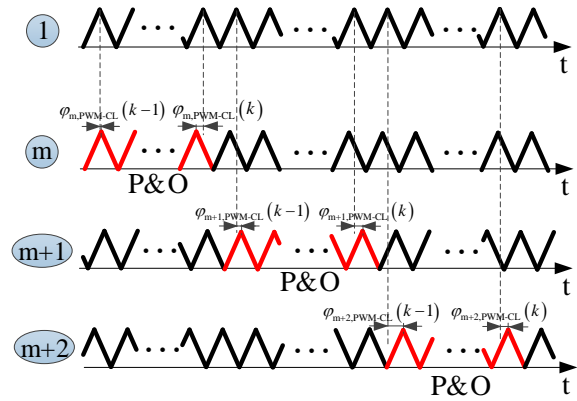 1
t
φm,PWM-CL(k−1) φm,PWM-CL(k)
m
t
P&O
φm+1,PWM-CL(k−1) φm+1,PWM-CL(k)
m+1
t
P&O
φm+2,PWM-CL(k−1) φm+2,PWM-CL(k)
m+2
t
P&O